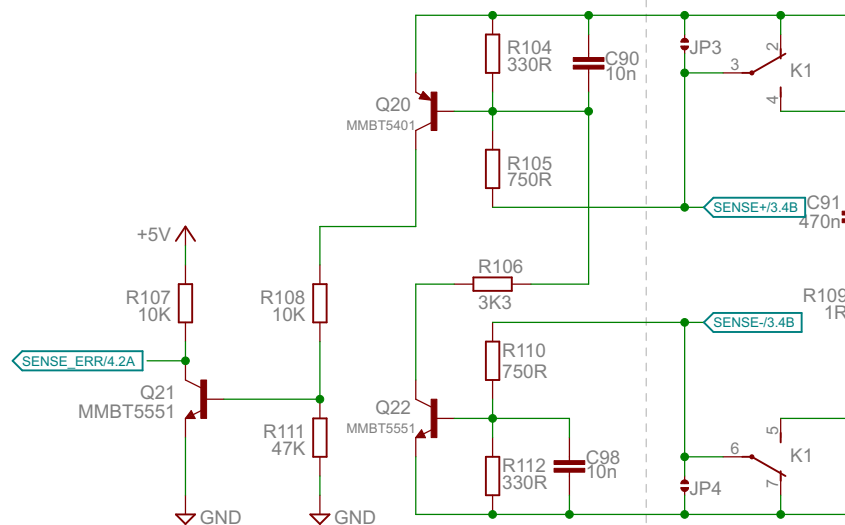 R104
330R
C90
10n
JP3
2
3
K1
4
Q20
MMBT5401
R105
750R
SENSE+/3.4B
C91
470n
+5V
R106
3K3
R107
10K
R108
10K
R109
1R
SENSE-/3.4B
SENSE_ERR/4.2A
R110
750R
Q21
MMBT5551
Q22
MMBT5551
R111
47K
5
6
K1
7
C98
10n
R112
330R
JP4
GND
GND